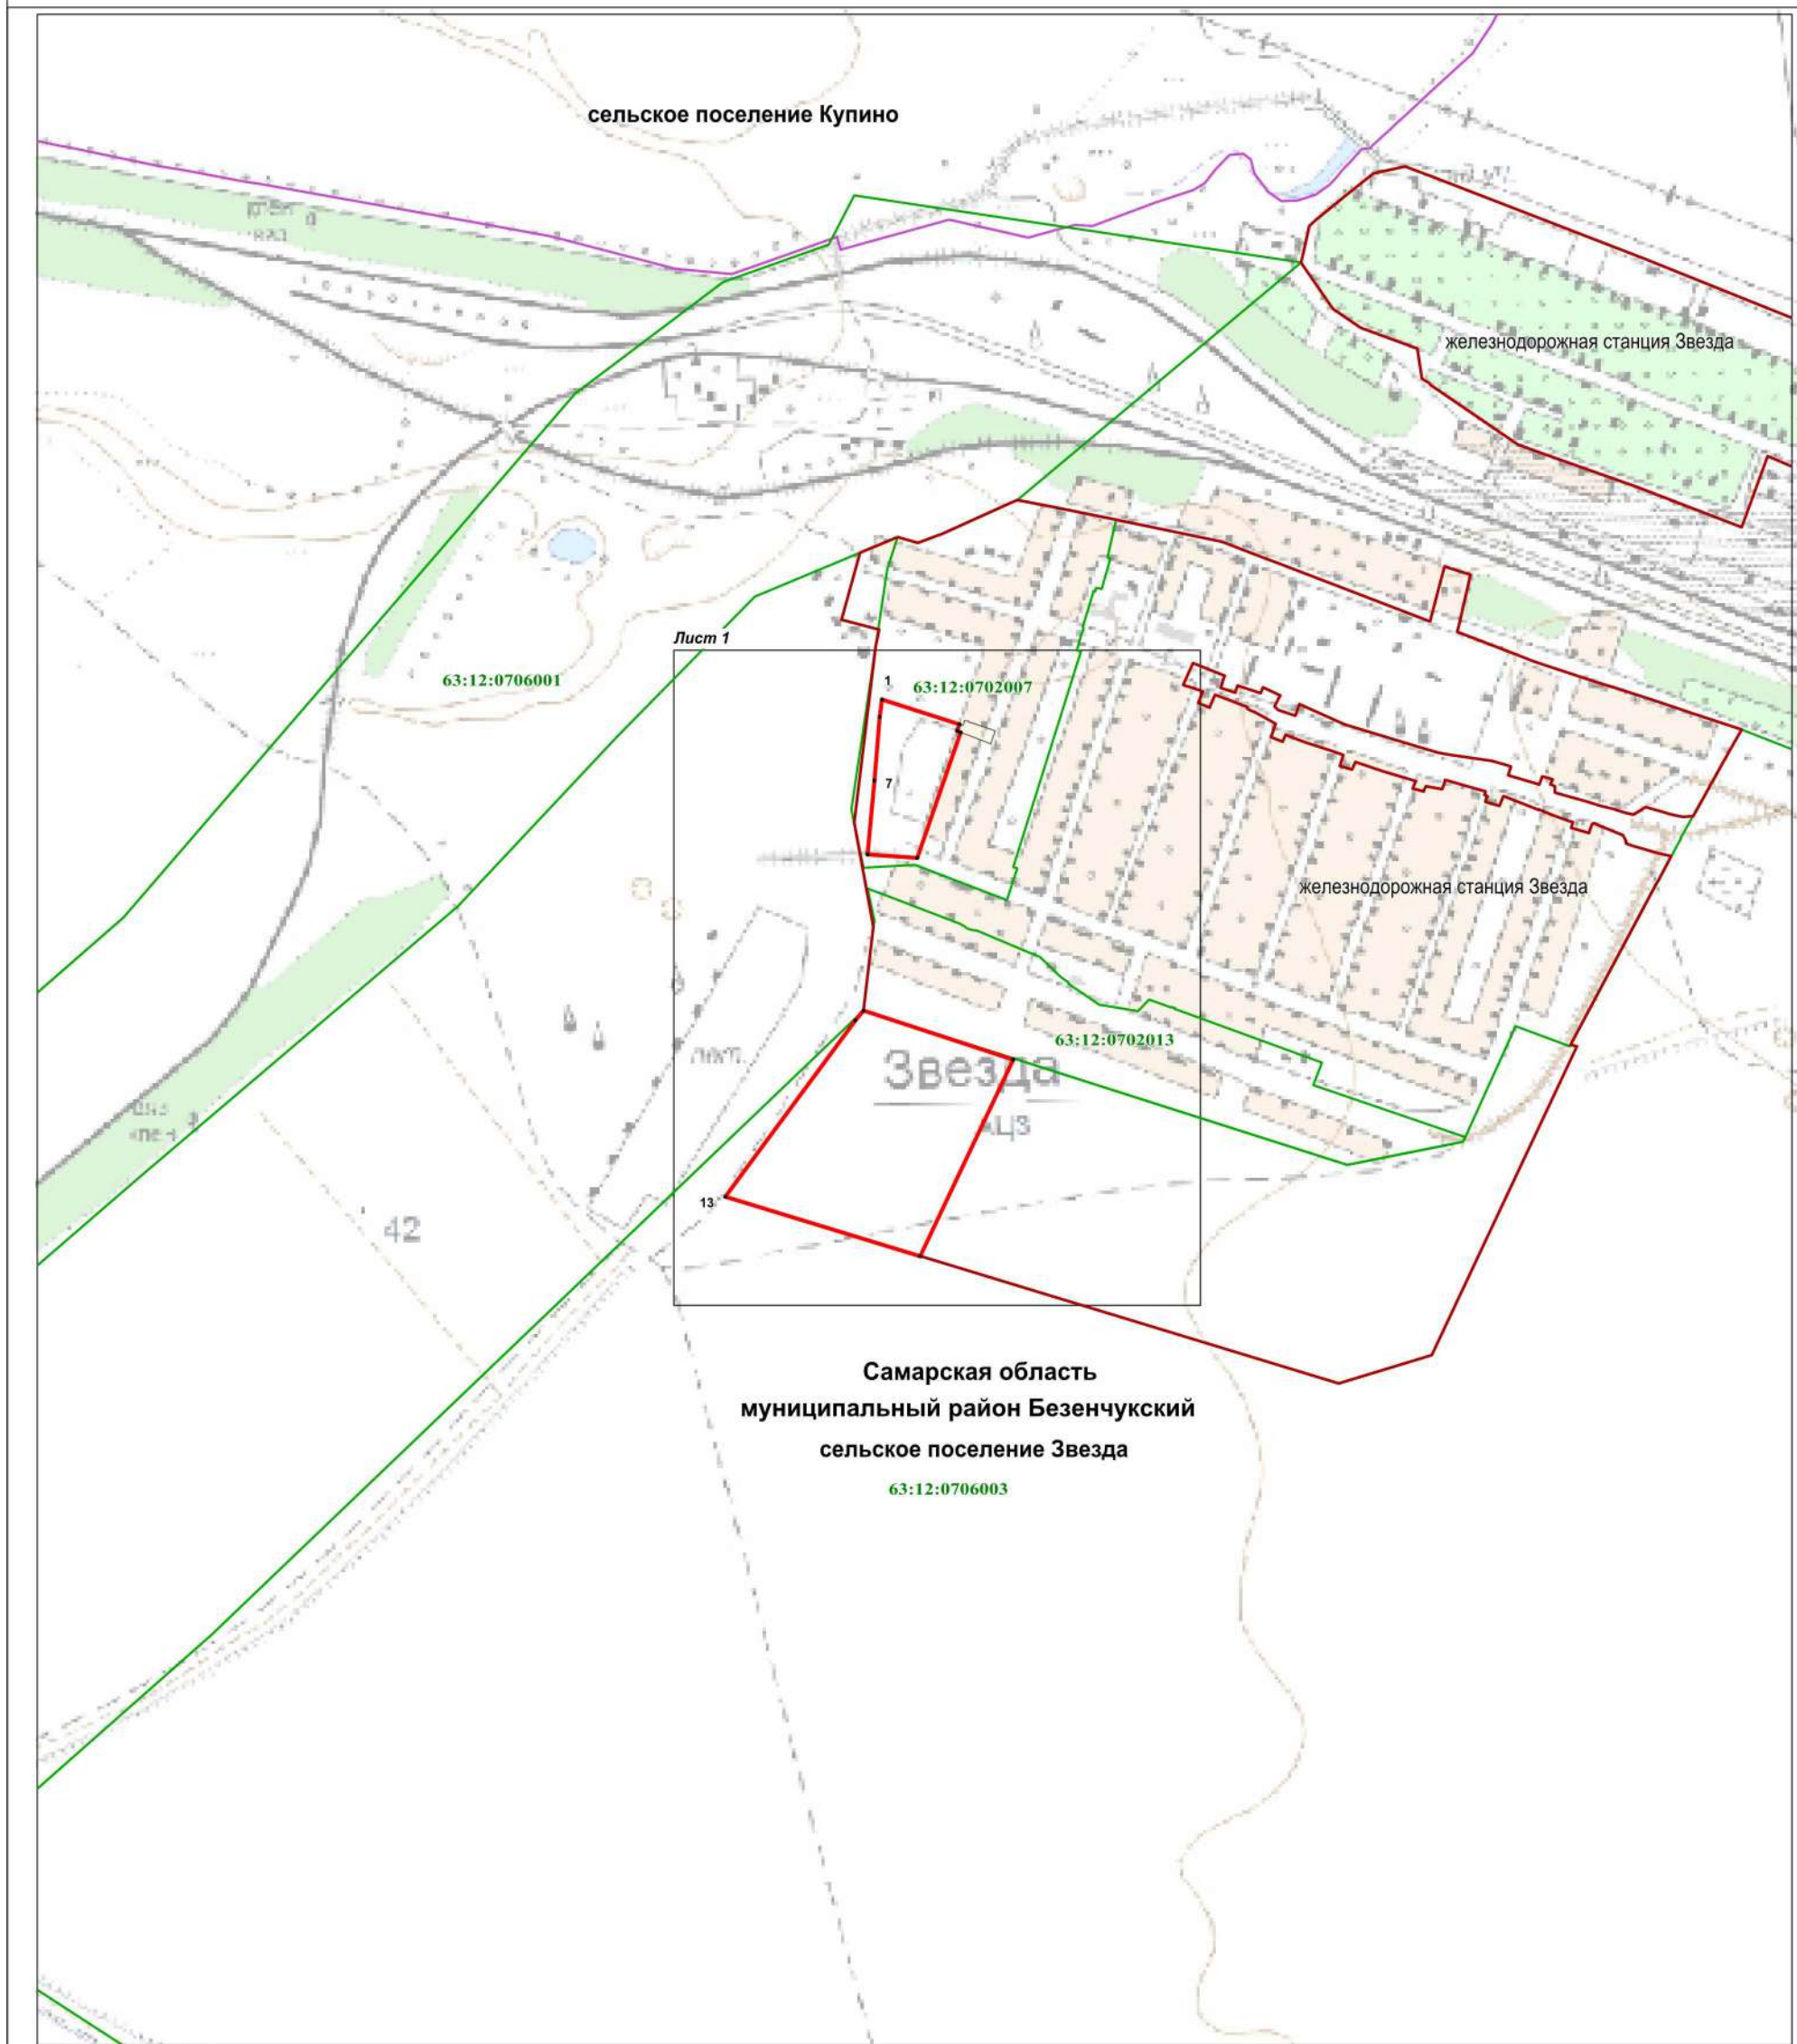 сельское поселение Купино
железнодорожная станция Звезда
Лист 1
63:12:0706001
1
63:12:0702007
7
железнодорожная станция Звезда
63:12:0702013
Звезда
АЦЗ
13
42
Самарская область
муниципальный район Безенчукский
сельское поселение Звезда
63:12:0706003